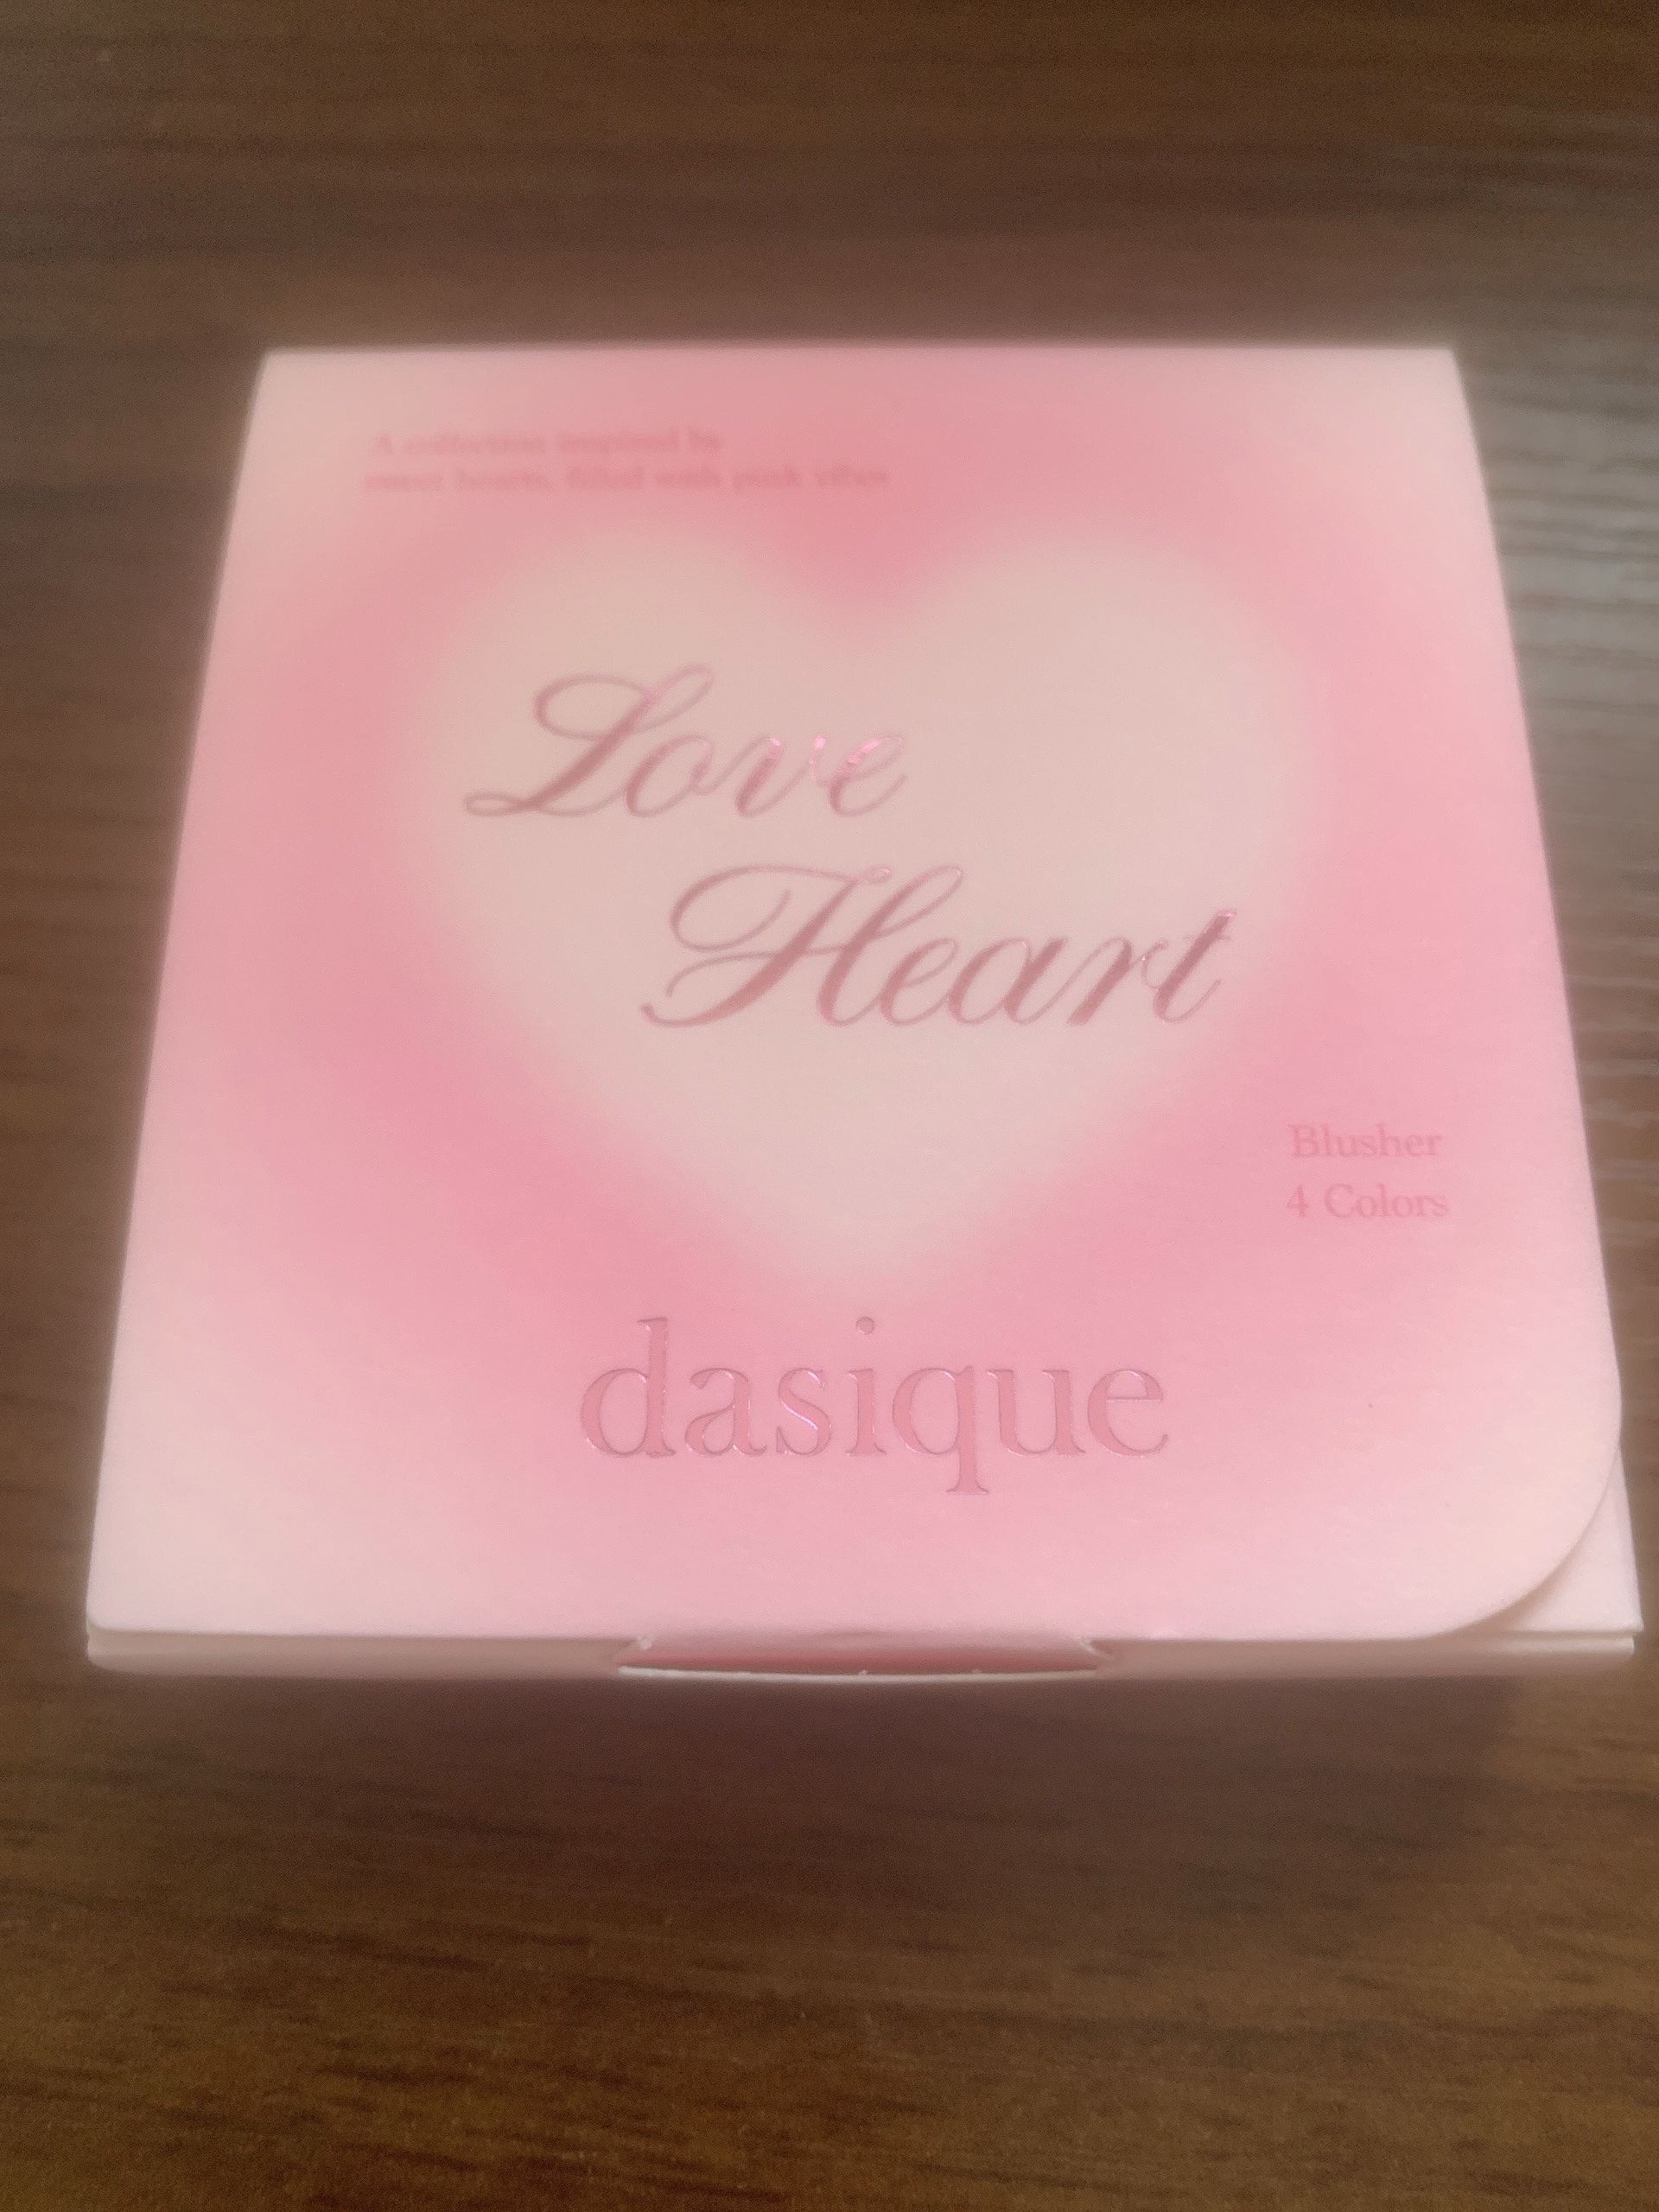 A collection inspired by
sweet hearts, filled with pink vibes
Love
Heart
Blusher
4 Colors
dasique